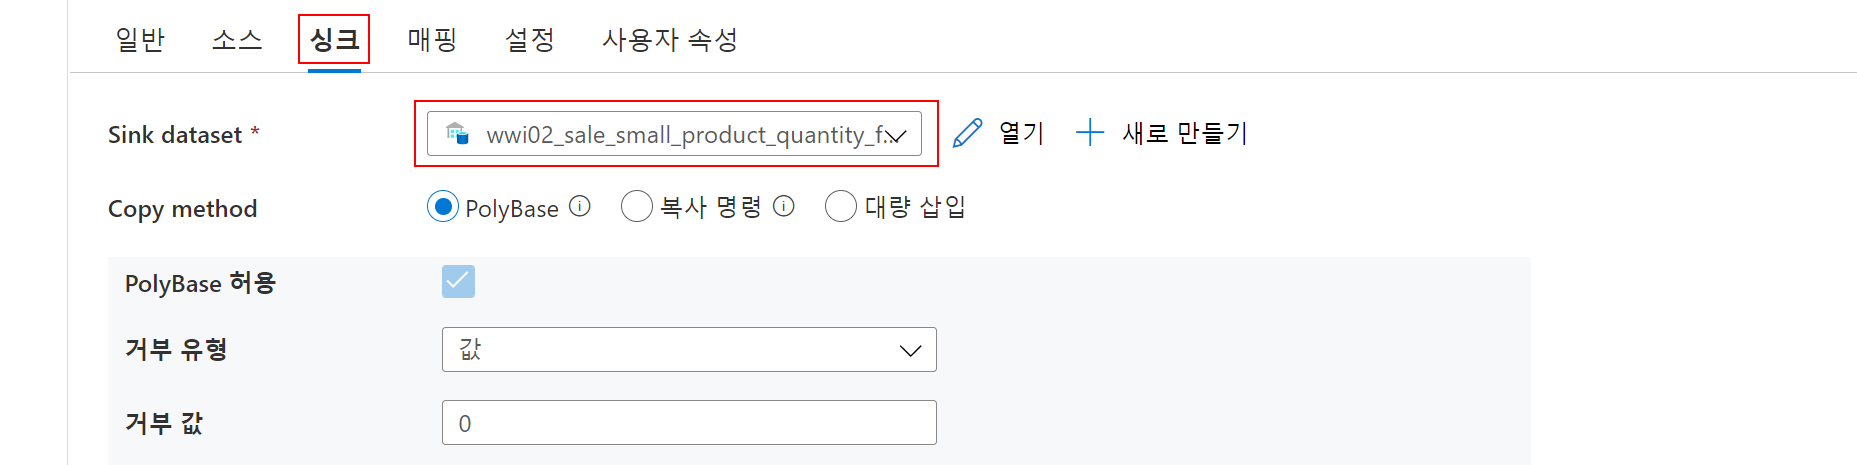 일반 소스 싱크 매핑 설정 사용자 속성
Sink dataset * wwi02_sale_small_product_quantity_f... 열기 새로 만들기
Copy method PolyBase 복사 명령 대량 삽입
PolyBase 허용
거부 유형 값
거부 값 0